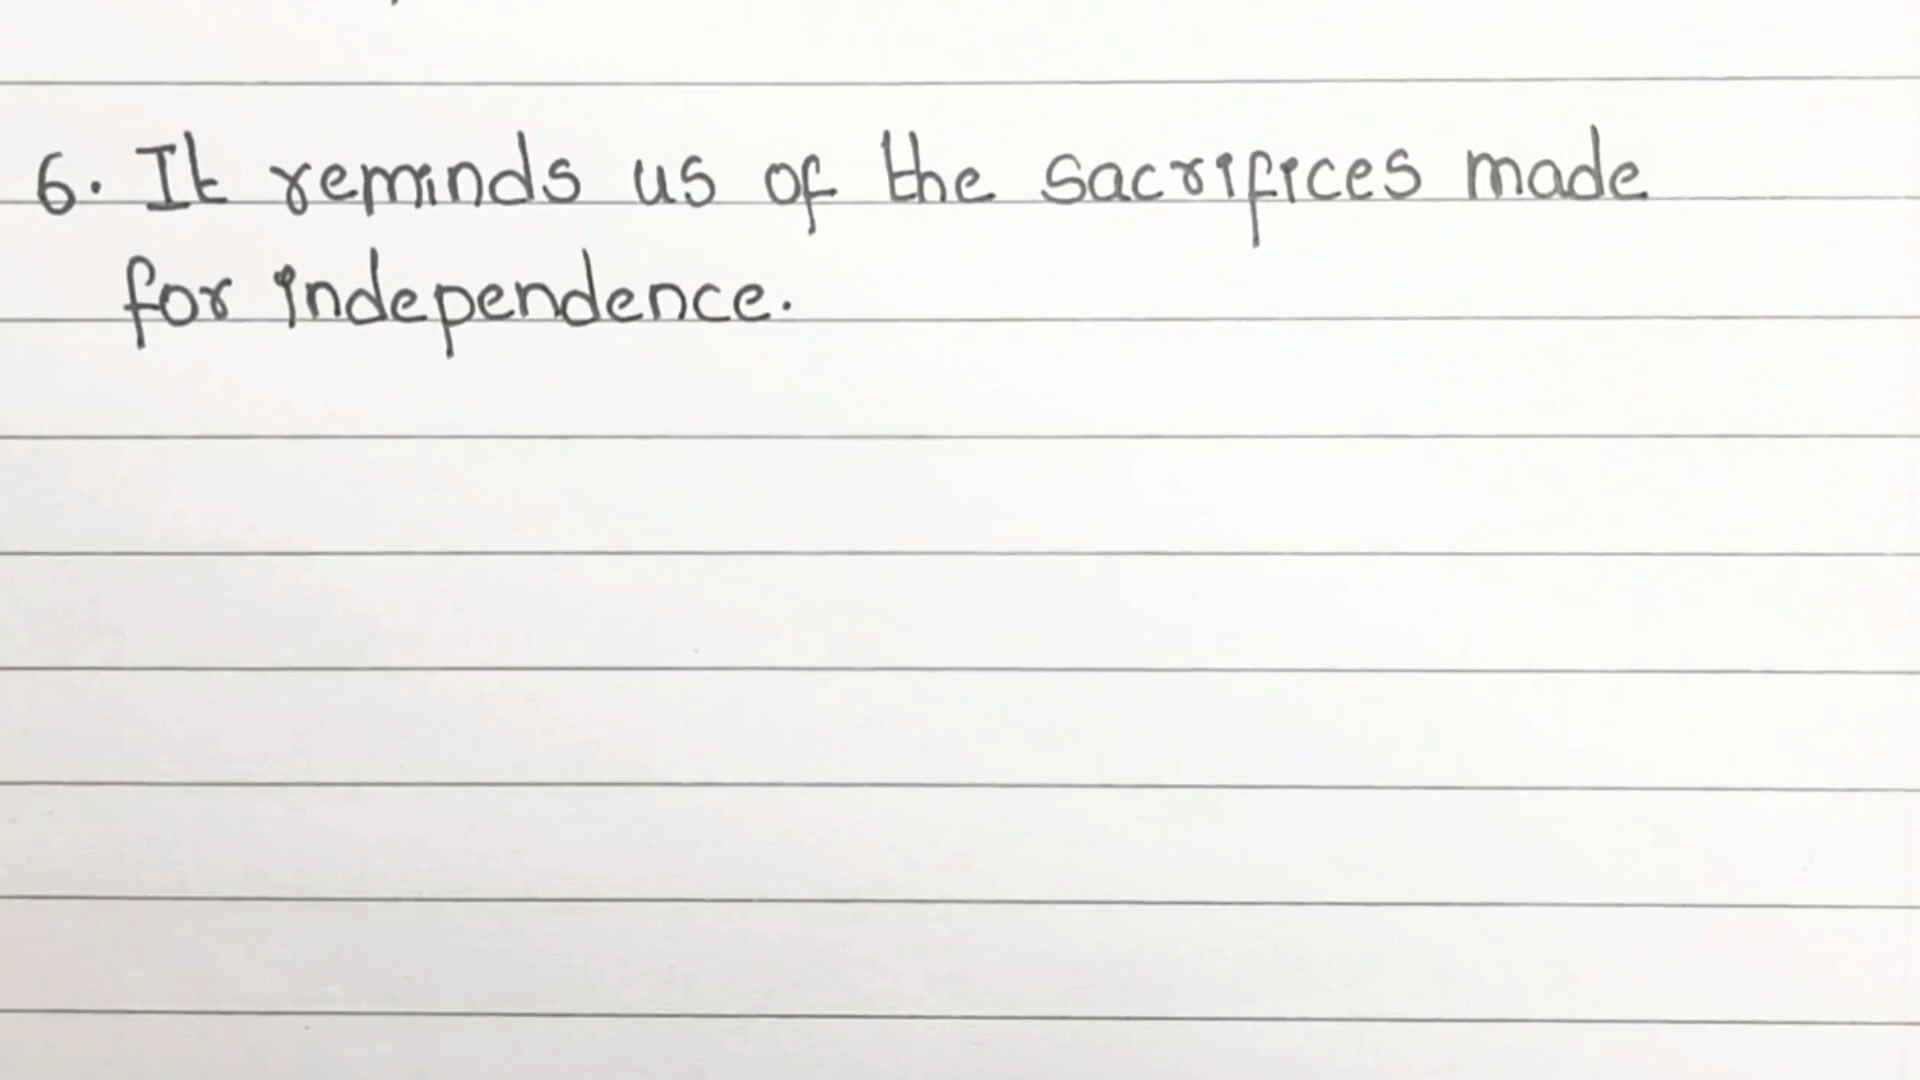 6. It reminds us of the sacrifices made
for independence.